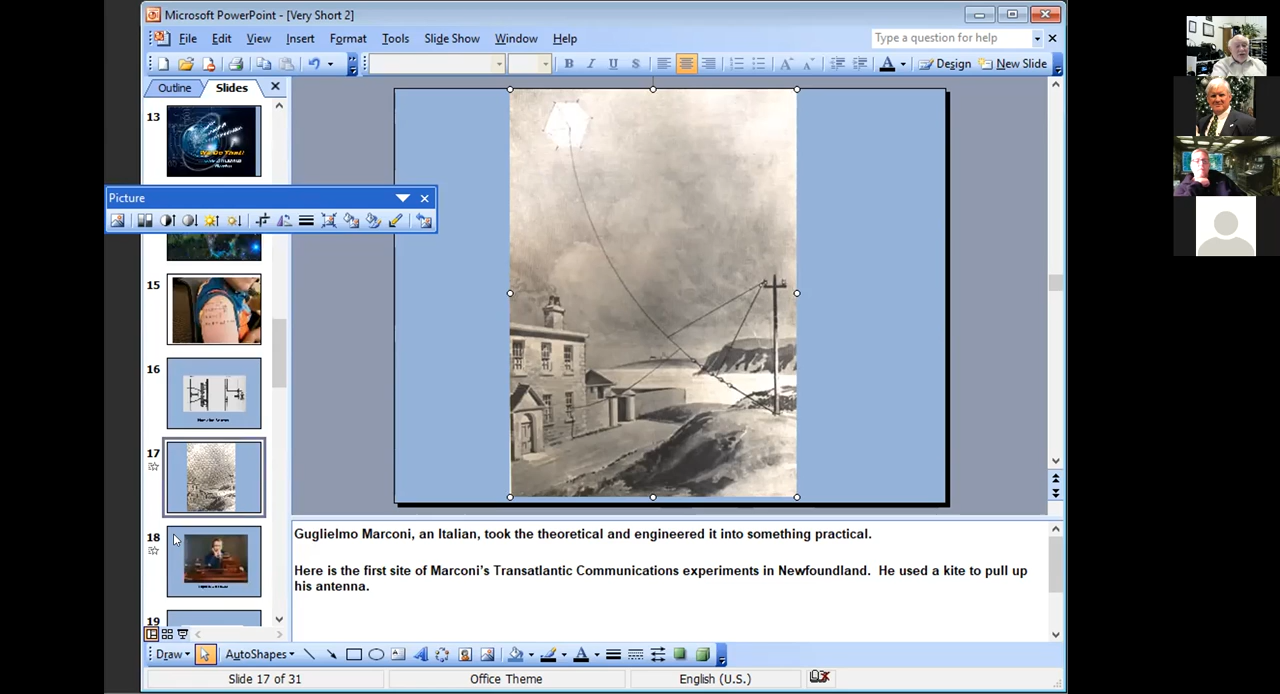 Microsoft PowerPoint - [Very Short 2]
File Edit View Insert Format Tools Slide Show Window Help
Type a question for help
B I U S
Design New Slide
Outline Slides
13
Picture
15
16
17
18
19
Guglielmo Marconi, an Italian, took the theoretical and engineered it into something practical.
Here is the first site of Marconi's Transatlantic Communications experiments in Newfoundland. He used a kite to pull up
his antenna.
Draw AutoShapes
Slide 17 of 31 Office Theme English (U.S.)